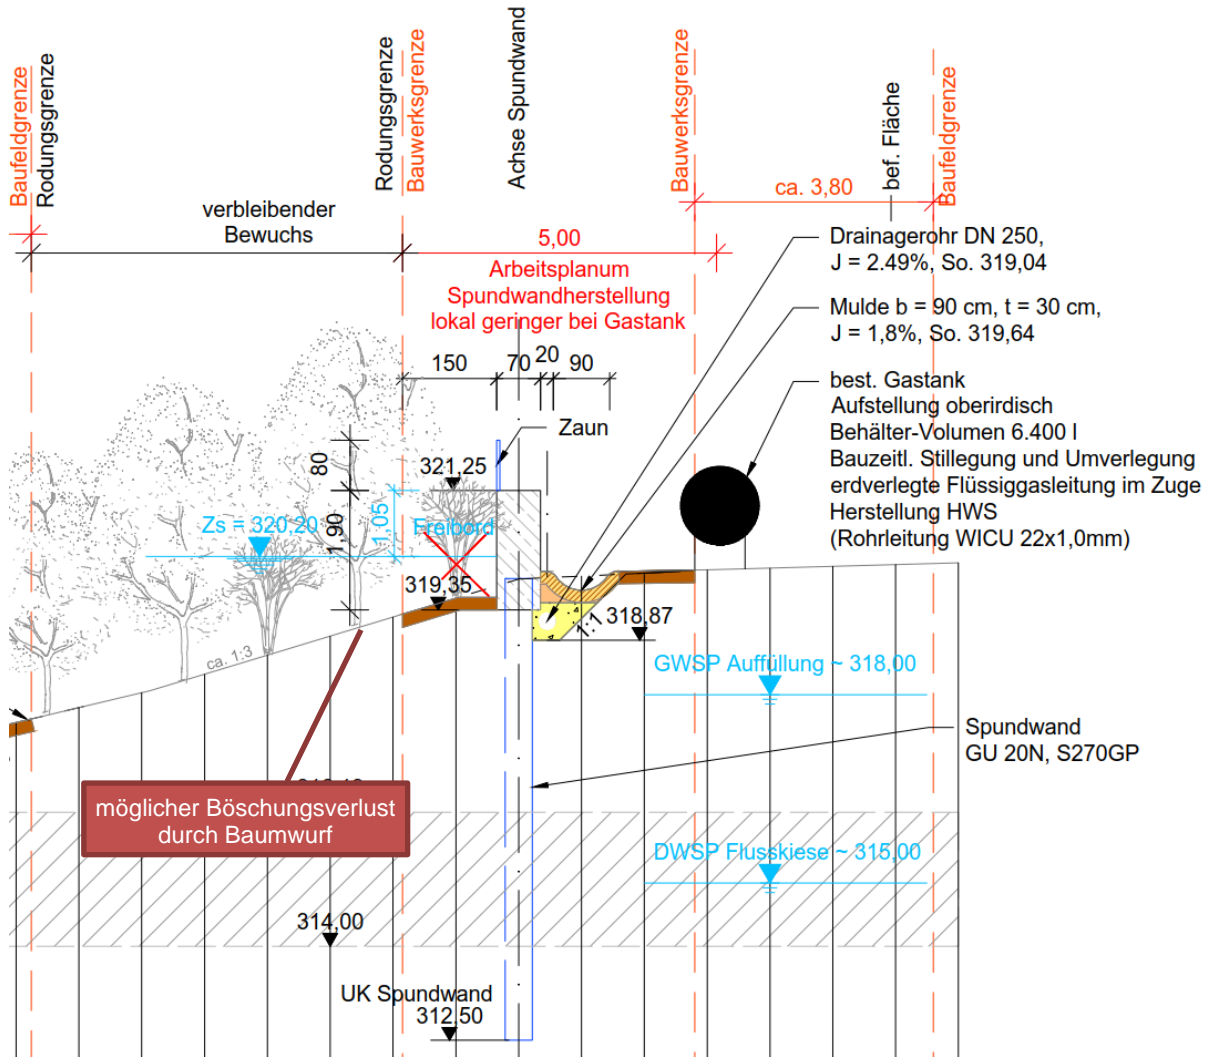 Baufeldgrenze
Rodungsgrenze
Rodungsgrenze
Bauwerksgrenze
Achse Spundwand
Bauwerksgrenze
bef. Fläche
Baufeldgrenze
ca. 3,80
verbleibender
Bewuchs
5,00
Arbeitsplanum
Spundwandherstellung
lokal geringer bei Gastank
150
70
20
90
Drainagerohr DN 250,
J = 2.49%, So. 319,04
Mulde b = 90 cm, t = 30 cm,
J = 1,8%, So. 319,64
best. Gastank
Aufstellung oberirdisch
Behälter-Volumen 6.400 l
Bauzeitl. Stillegung und Umverlegung
erdverlegte Flüssiggasleitung im Zuge
Herstellung HWS
(Rohrleitung WICU 22x1,0mm)
Zaun
80
321,25
Zs = 320,20
1,90
1,05
Freibord
319,35
1:1
318,87
ca. 1:3
GWSP Auffüllung ~ 318,00
Spundwand
GU 20N, S270GP
möglicher Böschungsverlust
durch Baumwurf
DWSP Flusskiese ~ 315,00
314,00
UK Spundwand
312,50